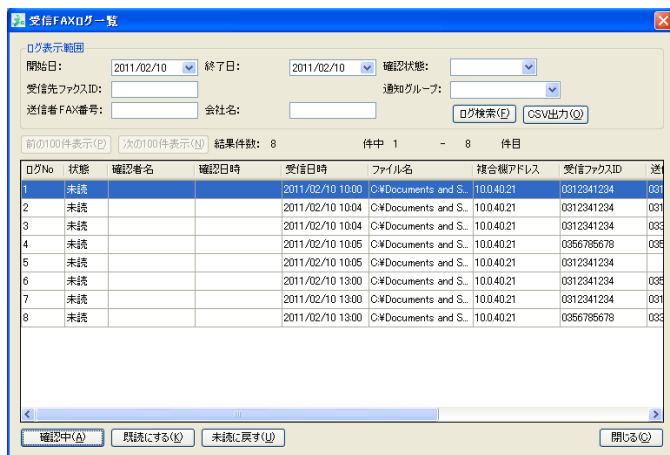 受信FAXログ一覧
ログ表示範囲
開始日: 2011/02/10 終了日: 2011/02/10 確認状態:
受信先ファクスID: 通知グループ:
送信者FAX番号: 会社名: ログ検索(F) CSV出力(O)
前の100件表示(P) 次の100件表示(N) 結果件数: 8 件中 1 - 8 件目
ログNo 状態 確認者名 確認日時 受信日時 ファイル名 複合機アドレス 受信ファクスID 送信
1 未読 2011/02/10 10:00 C:¥Documents and S... 10.0.40.21 0312341234 031
2 未読 2011/02/10 10:04 C:¥Documents and S... 10.0.40.21 0312341234 031
3 未読 2011/02/10 10:04 C:¥Documents and S... 10.0.40.21 0312341234 033
4 未読 2011/02/10 10:05 C:¥Documents and S... 10.0.40.21 0356785678 035
5 未読 2011/02/10 10:05 C:¥Documents and S... 10.0.40.21 0312341234
6 未読 2011/02/10 13:00 C:¥Documents and S... 10.0.40.21 0312341234 035
7 未読 2011/02/10 13:00 C:¥Documents and S... 10.0.40.21 0312341234 031
8 未読 2011/02/10 13:00 C:¥Documents and S... 10.0.40.21 0356785678 033
確認中(A) 既読にする(K) 未読に戻す(U) 閉じる(C)